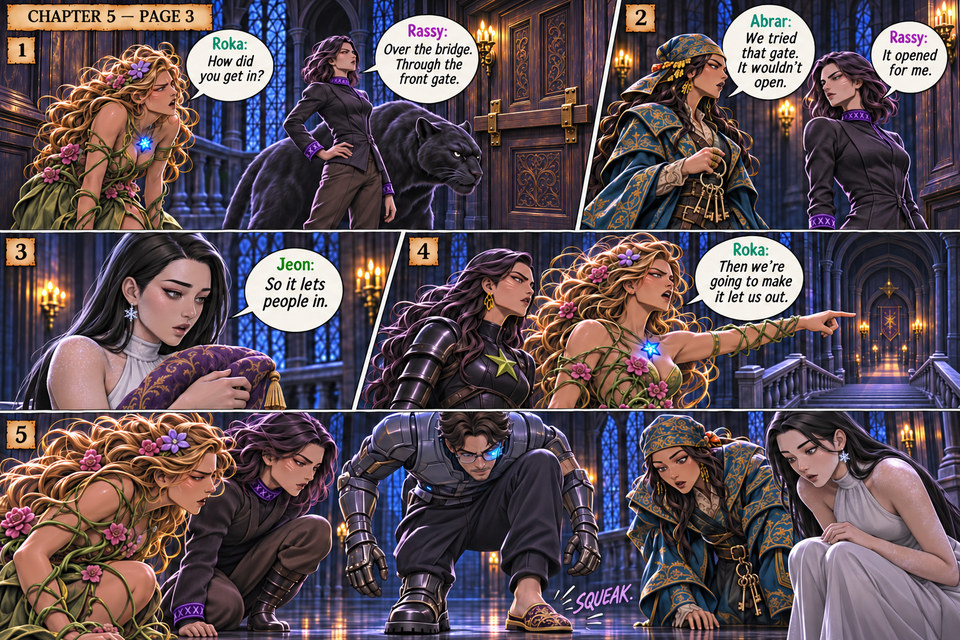 CHAPTER 5 – PAGE 3
1
Roka:
How did
you get in?
Rassy:
Over the bridge.
Through the
front gate.
2
Abrar:
We tried
that gate.
It wouldn't
open.
Rassy:
It opened
for me.
3
Jeon:
So it lets
people in.
4
Roka:
Then we're
going to make
it let us out.
5
SQUEAK.